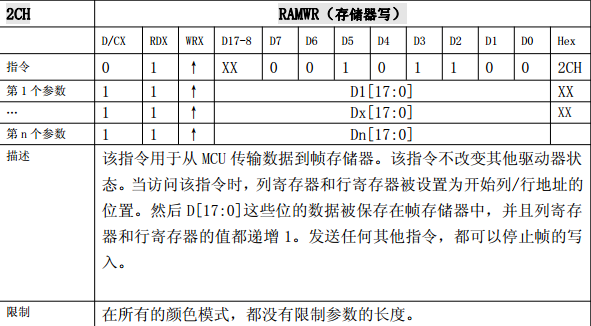 2CH RAMWR（存储器写）
D/CX RDX WRX D17-8 D7 D6 D5 D4 D3 D2 D1 D0 Hex
指令 0 1 ↑ XX 0 0 1 0 1 1 0 0 2CH
第 1 个参数 1 1 ↑ D1[17:0] XX
… 1 1 ↑ Dx[17:0] XX
第 n 个参数 1 1 ↑ Dn[17:0]
描述 该指令用于从 MCU 传输数据到帧存储器。该指令不改变其他驱动器状
态。当访问该指令时，列寄存器和行寄存器被设置为开始列/行地址的
位置。然后 D[17:0]这些位的数据被保存在帧存储器中，并且列寄存
器和行寄存器的值都递增 1。发送任何其他指令，都可以停止帧的写
入。
限制 在所有的颜色模式，都没有限制参数的长度。